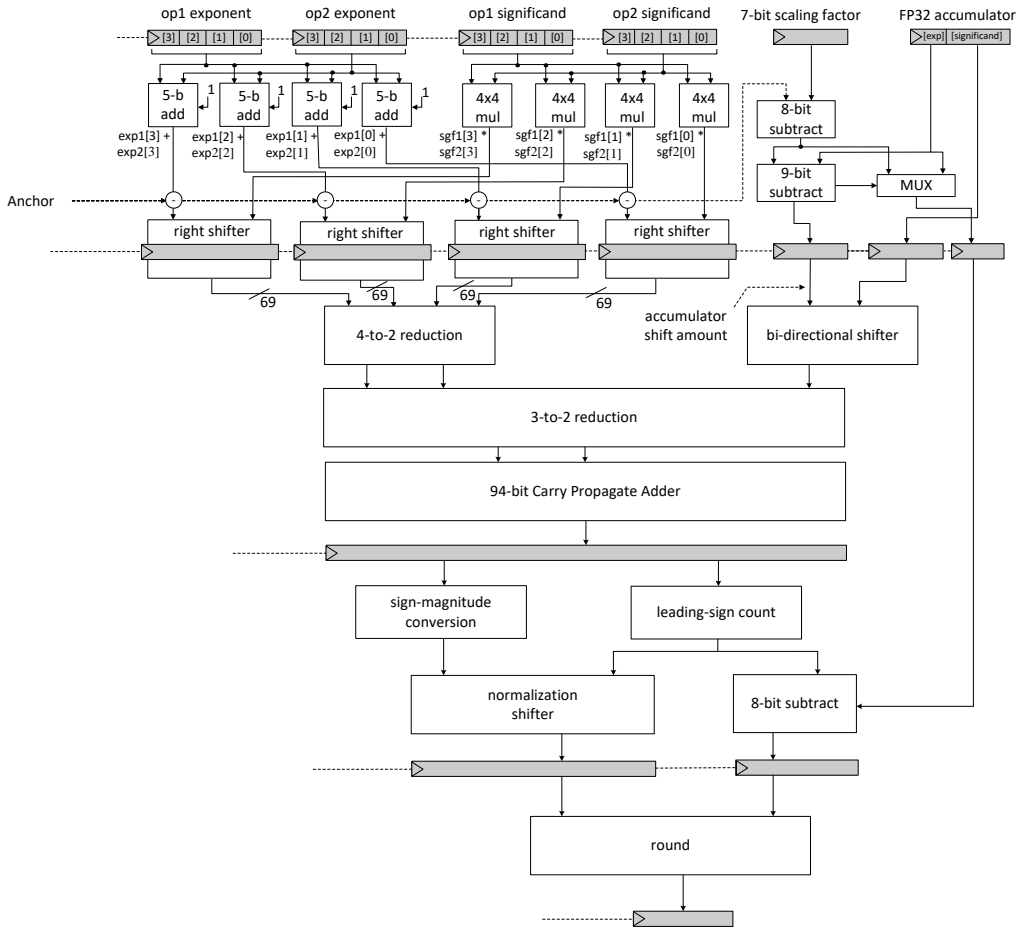 op1 exponent op2 exponent op1 significand op2 significand 7-bit scaling factor FP32 accumulator
[3] [2] [1] [0] [3] [2] [1] [0] [3] [2] [1] [0] [3] [2] [1] [0] [exp] [significand]
5-b add 1 5-b add 1 5-b add 1 5-b add 1 4x4 mul 4x4 mul 4x4 mul 4x4 mul
8-bit subtract
exp1[3] + exp2[3] exp1[2] + exp2[2] exp1[1] + exp2[1] exp1[0] + exp2[0] sgf1[3] * sgf2[3] sgf1[2] * sgf2[2] sgf1[1] * sgf2[1] sgf1[0] * sgf2[0]
9-bit subtract MUX
Anchor - - - -
right shifter right shifter right shifter right shifter
69 69 69 69
accumulator shift amount
4-to-2 reduction bi-directional shifter
3-to-2 reduction
94-bit Carry Propagate Adder
sign-magnitude conversion leading-sign count
normalization shifter 8-bit subtract
round